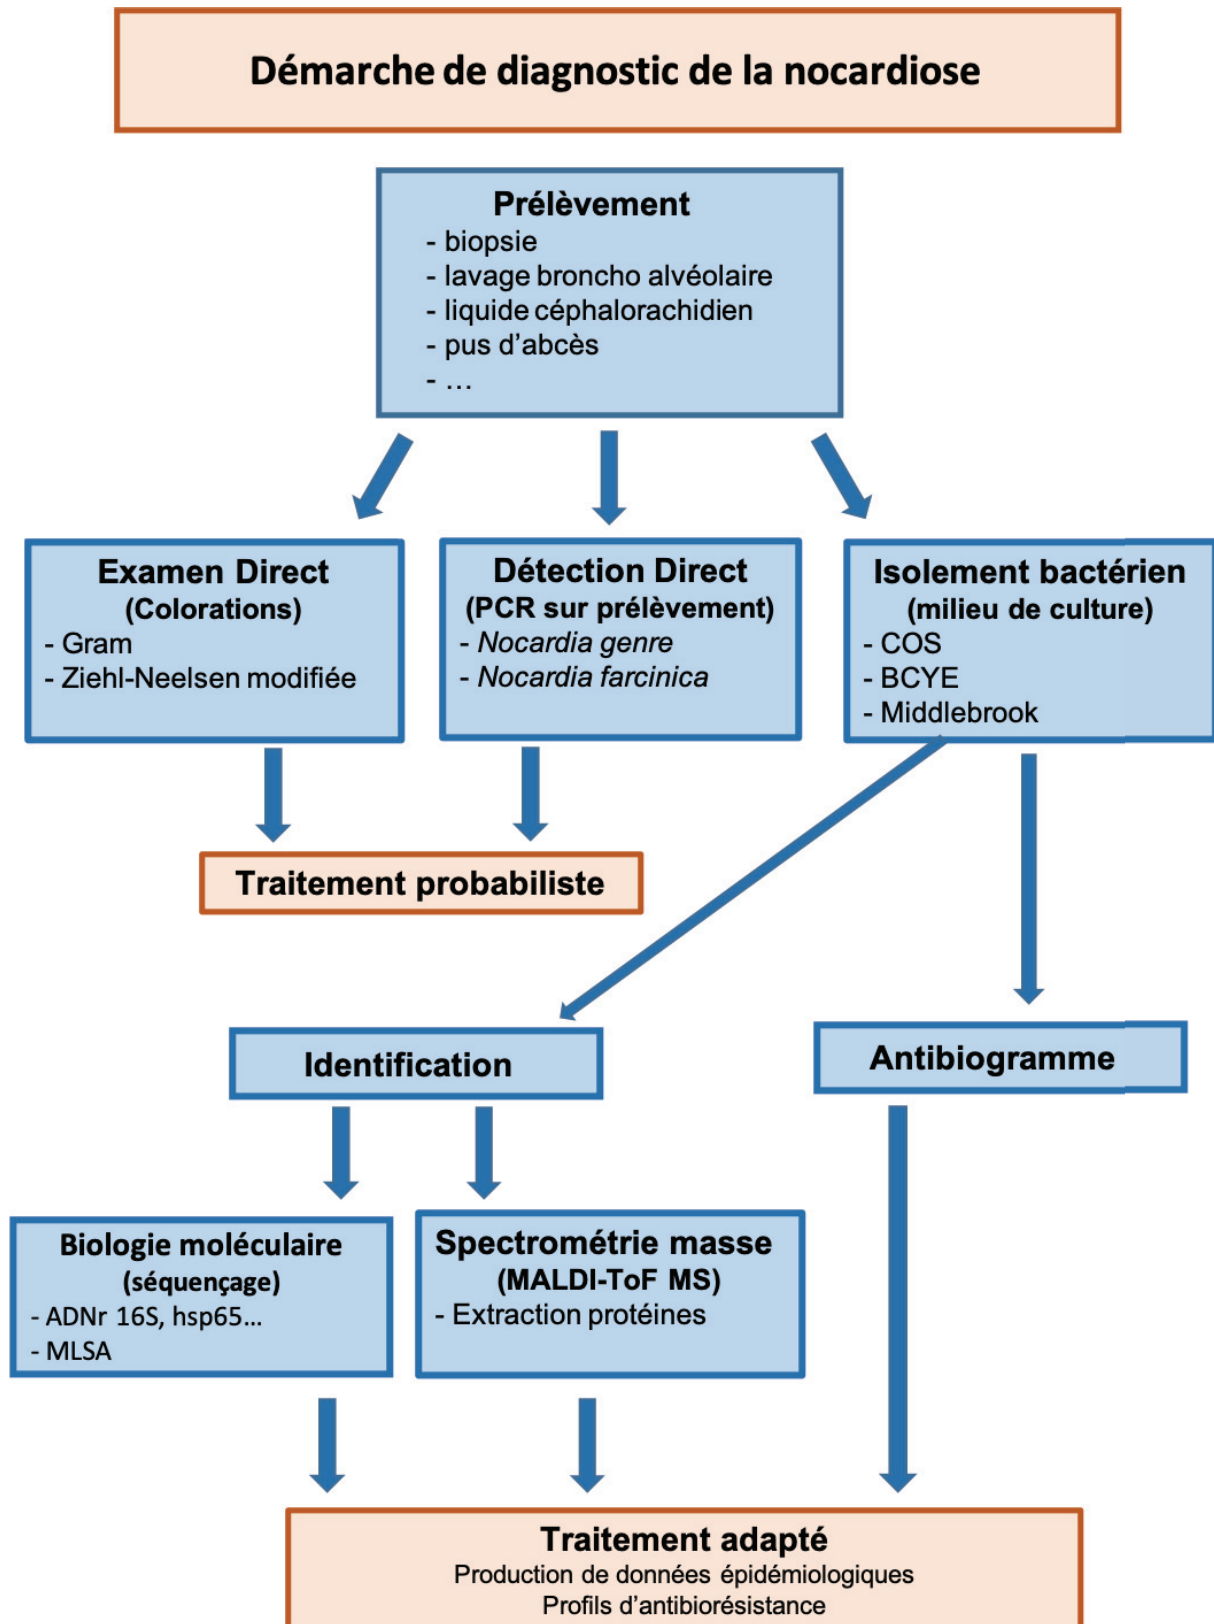 Démarche de diagnostic de la nocardiose
Prélèvement
- biopsie
- lavage broncho alvéolaire
- liquide céphalorachidien
- pus d’abcès
- ...
Examen Direct
(Colorations)
- Gram
- Ziehl-Neelsen modifiée
Détection Direct
(PCR sur prélèvement)
- Nocardia genre
- Nocardia farcinica
Isolement bactérien
(milieu de culture)
- COS
- BCYE
- Middlebrook
Traitement probabiliste
Identification
Antibiogramme
Biologie moléculaire
(séquençage)
- ADNr 16S, hsp65...
- MLSA
Spectrométrie masse
(MALDI-ToF MS)
- Extraction protéines
Traitement adapté
Production de données épidémiologiques
Profils d’antibiorésistance